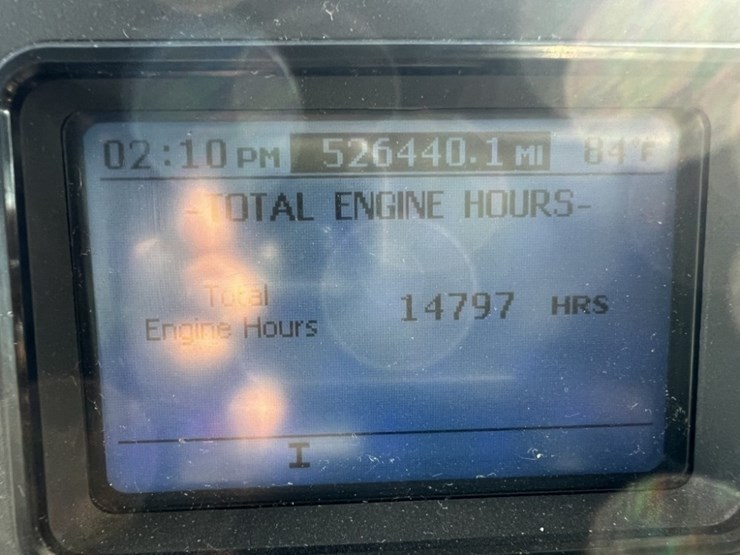 02:10 PM 526440.1 MI 84°F
-TOTAL ENGINE HOURS-
Total
Engine Hours 14797 HRS
I